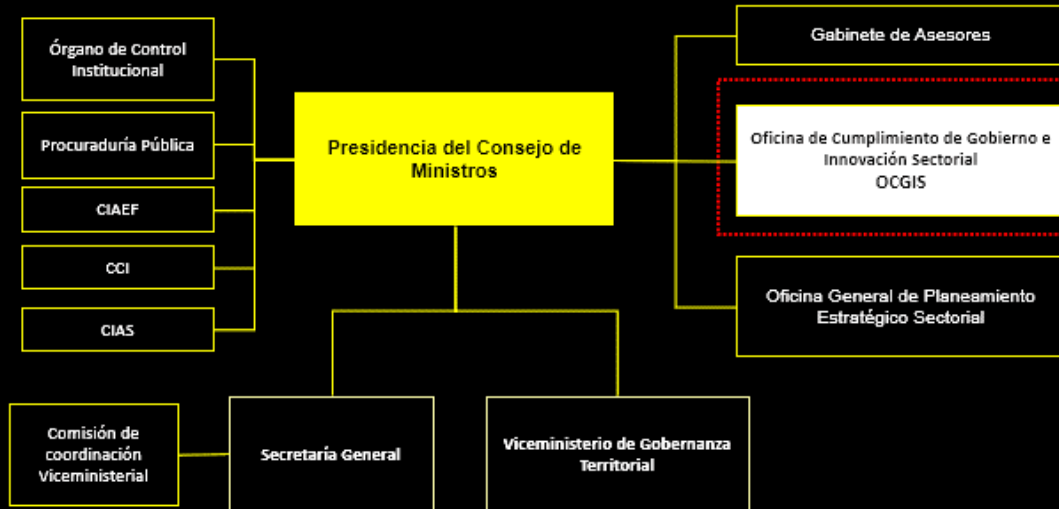 Órgano de Control
Institucional
Procuraduría Pública
CIAEF
CCI
CIAS
Presidencia del Consejo de
Ministros
Gabinete de Asesores
Oficina de Cumplimiento de Gobierno e
Innovación Sectorial
OCGIS
Oficina General de Planeamiento
Estratégico Sectorial
Comisión de
coordinación
Viceministerial
Secretaría General
Viceministerio de Gobernanza
Territorial